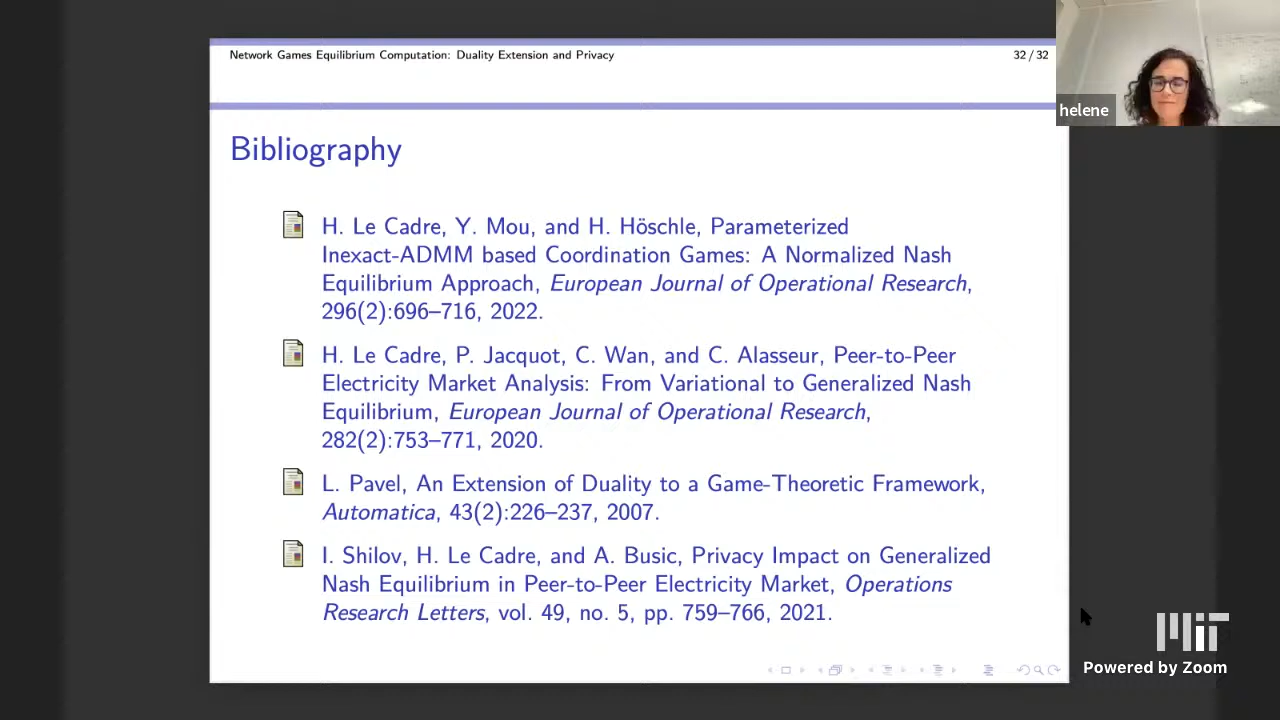 Network Games Equilibrium Computation: Duality Extension and Privacy
32 / 32
helene
Bibliography
H. Le Cadre, Y. Mou, and H. Höschle, Parameterized
Inexact-ADMM based Coordination Games: A Normalized Nash
Equilibrium Approach, European Journal of Operational Research,
296(2):696–716, 2022.
H. Le Cadre, P. Jacquot, C. Wan, and C. Alasseur, Peer-to-Peer
Electricity Market Analysis: From Variational to Generalized Nash
Equilibrium, European Journal of Operational Research,
282(2):753–771, 2020.
L. Pavel, An Extension of Duality to a Game-Theoretic Framework,
Automatica, 43(2):226–237, 2007.
I. Shilov, H. Le Cadre, and A. Busic, Privacy Impact on Generalized
Nash Equilibrium in Peer-to-Peer Electricity Market, Operations
Research Letters, vol. 49, no. 5, pp. 759–766, 2021.
MIT
Powered by Zoom